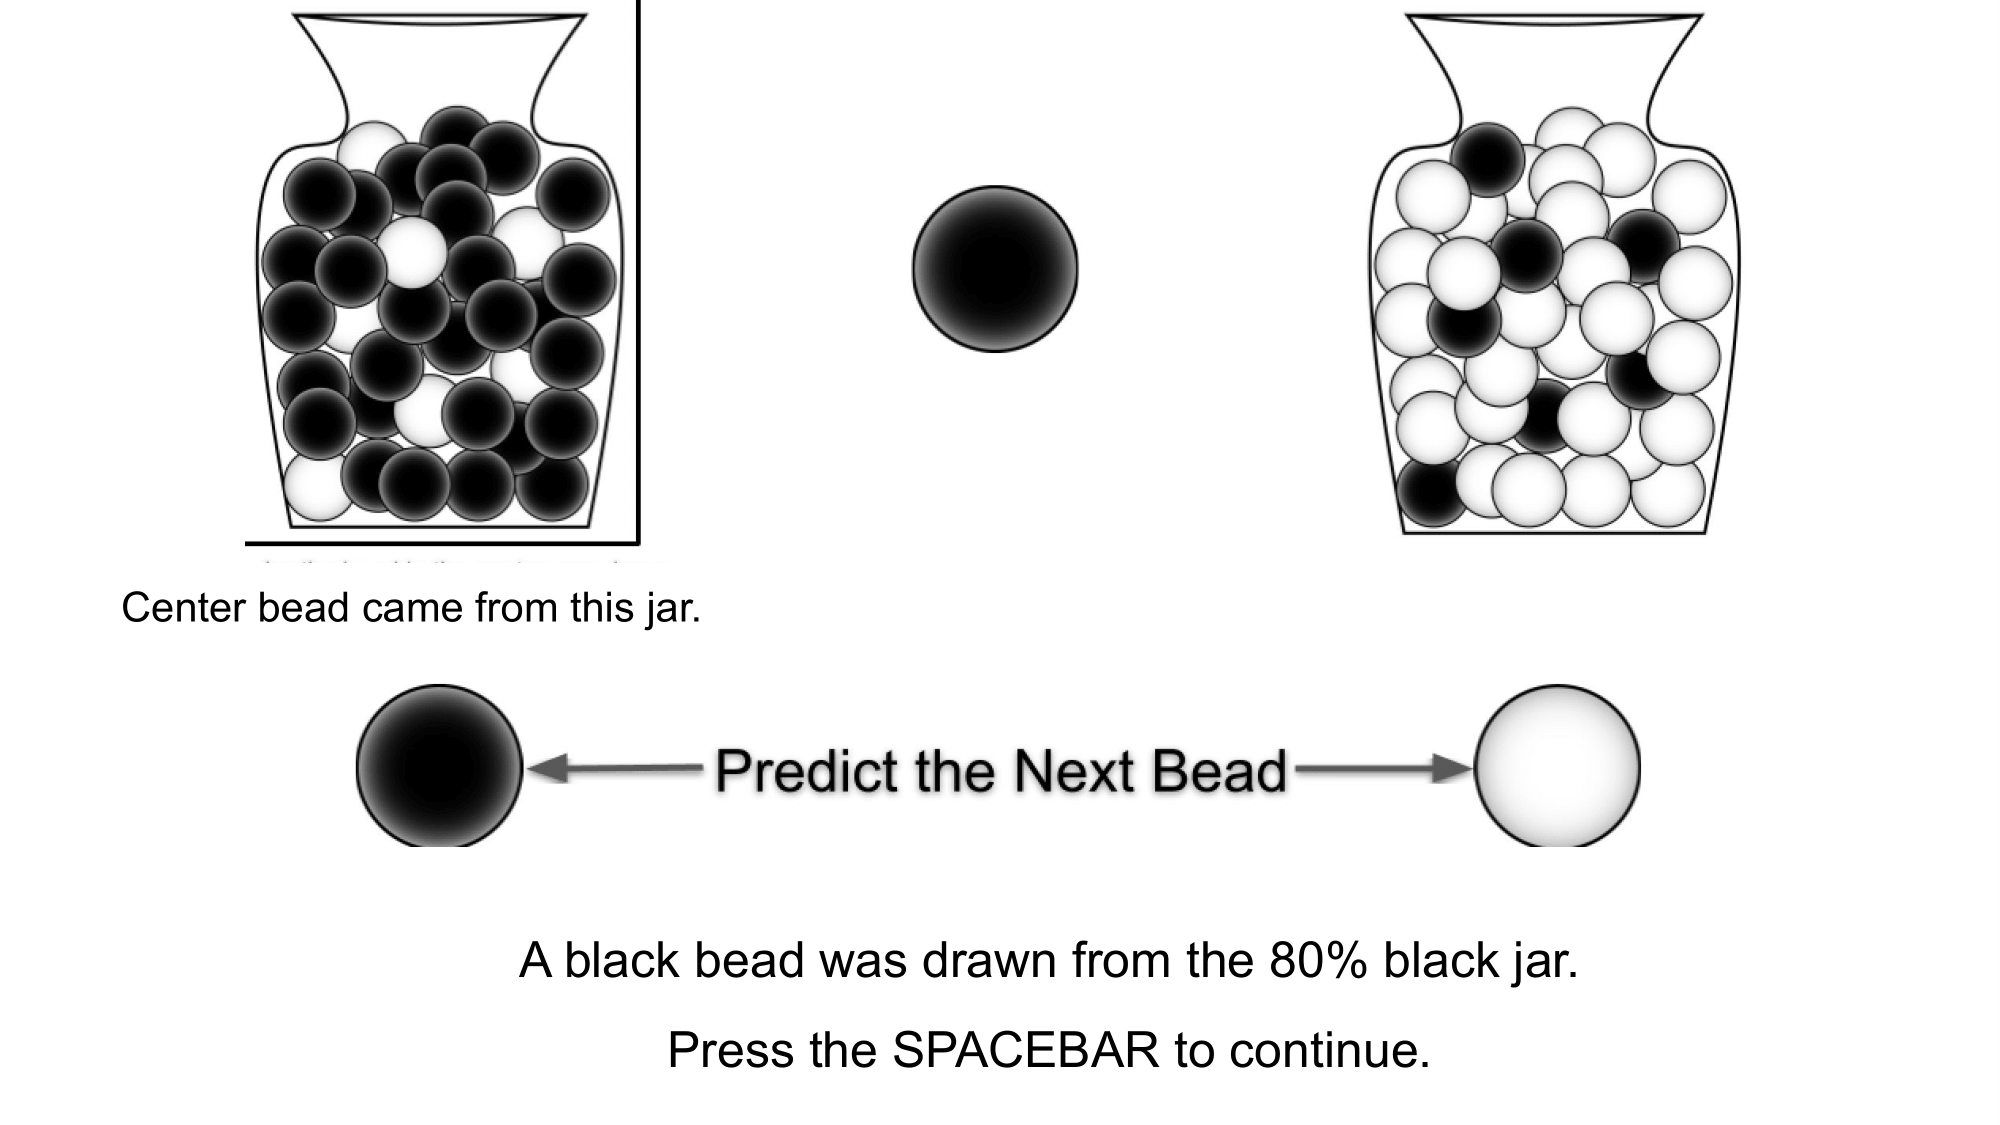 Center bead came from this jar.
Predict the Next Bead
A black bead was drawn from the 80% black jar.
Press the SPACEBAR to continue.